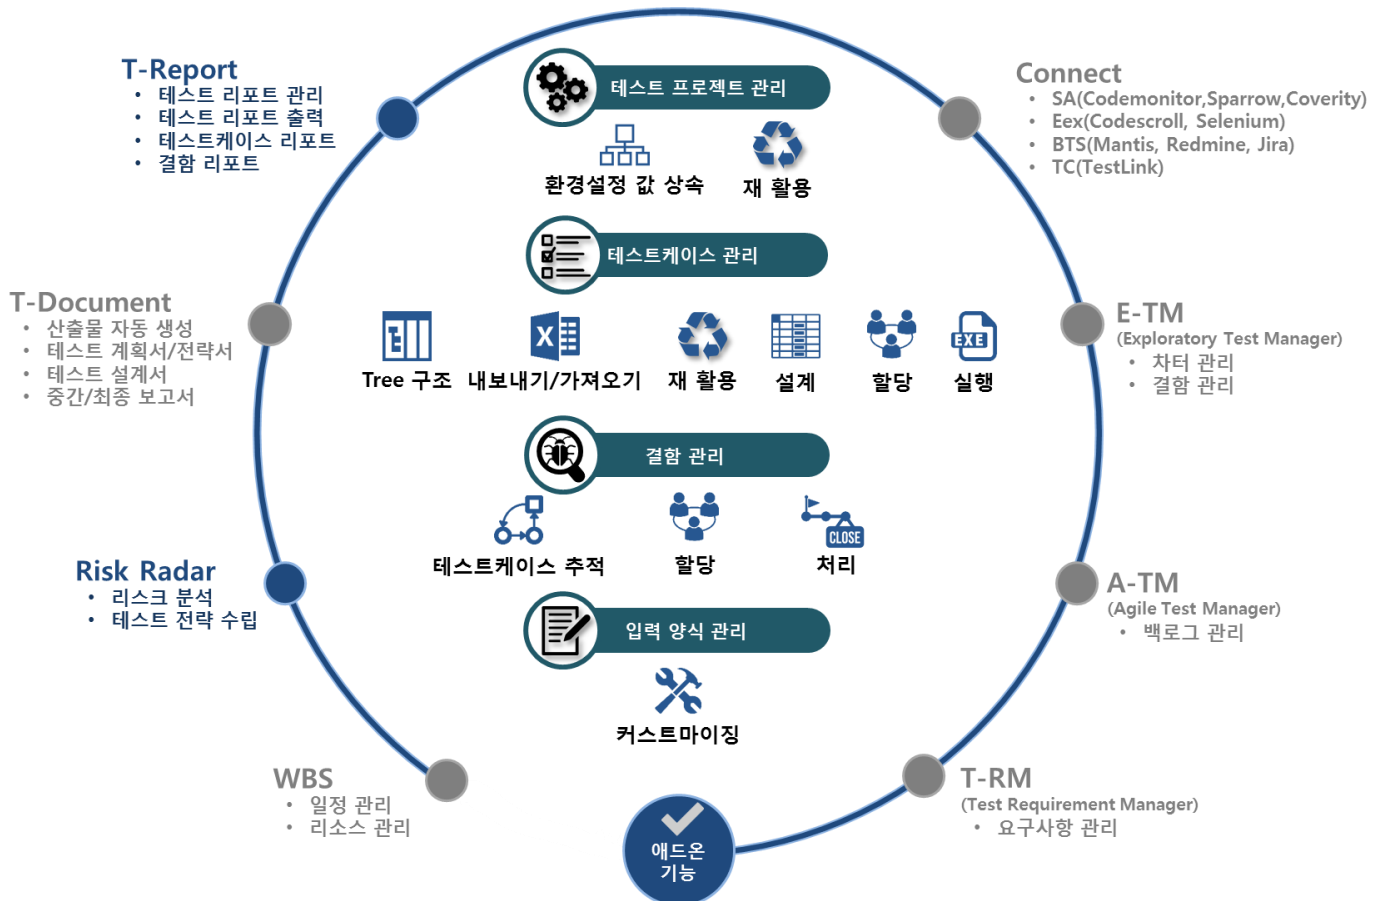 T-Report
• 테스트 리포트 관리
• 테스트 리포트 출력
• 테스트케이스 리포트
• 결함 리포트
T-Document
• 산출물 자동 생성
• 테스트 계획서/전략서
• 테스트 설계서
• 중간/최종 보고서
Risk Radar
• 리스크 분석
• 테스트 전략 수립
WBS
• 일정 관리
• 리소스 관리
테스트 프로젝트 관리
환경설정 값 상속
재 활용
테스트케이스 관리
Tree 구조
X
내보내기/가져오기
재 활용
설계
할당
EXE
실행
결함 관리
테스트케이스 추적
할당
CLOSE
처리
입력 양식 관리
커스트마이징
애드온
기능
Connect
• SA(Codemonitor,Sparrow,Coverity)
• Eex(Codescroll, Selenium)
• BTS(Mantis, Redmine, Jira)
• TC(TestLink)
E-TM
(Exploratory Test Manager)
• 차터 관리
• 결함 관리
A-TM
(Agile Test Manager)
• 백로그 관리
T-RM
(Test Requirement Manager)
• 요구사항 관리